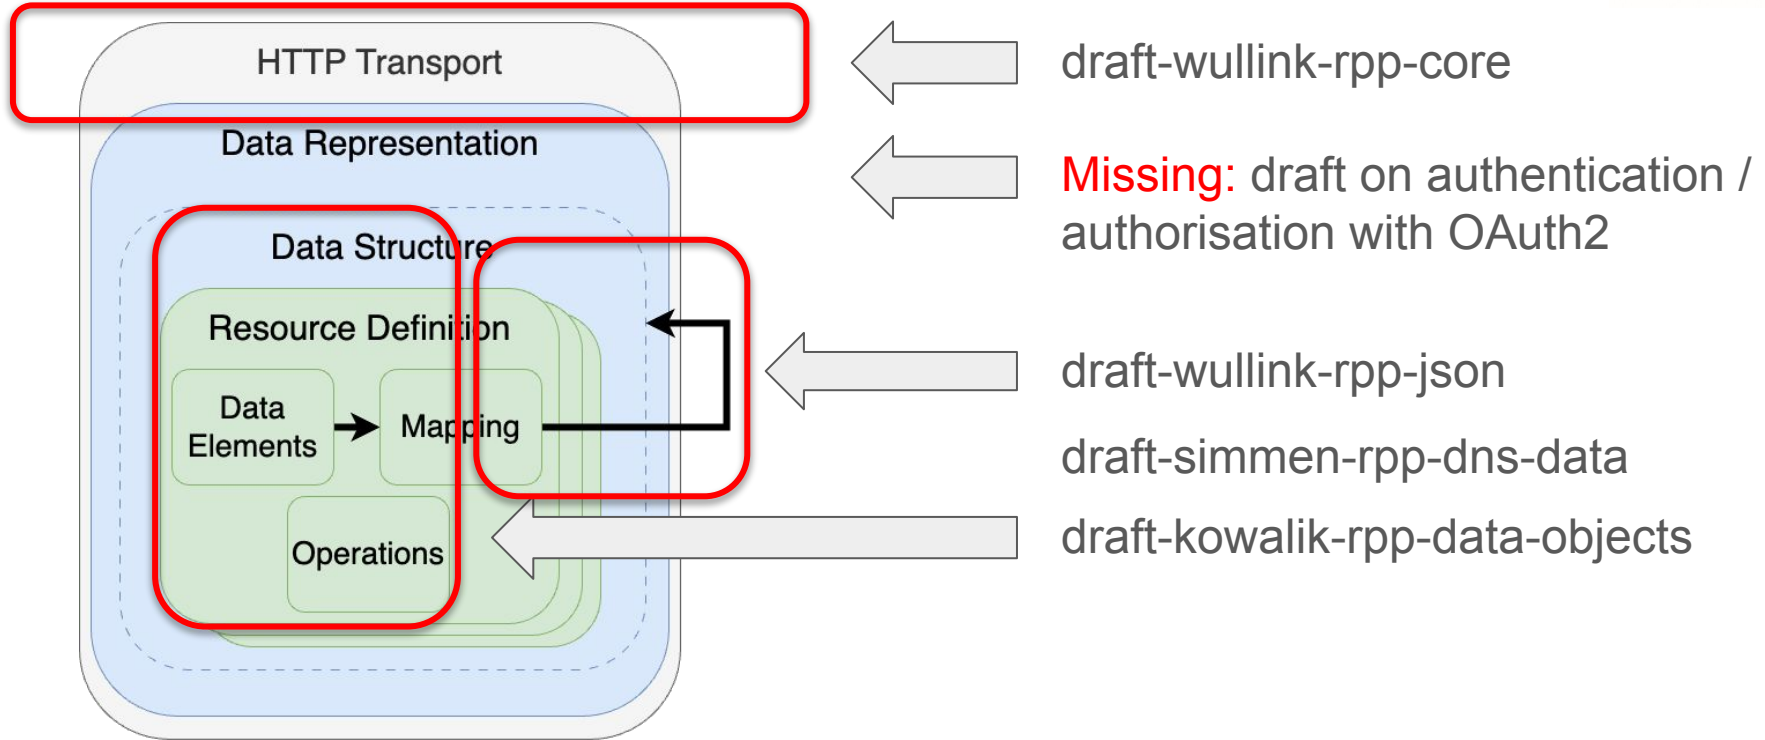 HTTP Transport
Data Representation
Data Structure
Resource Definition
Data
Elements
Mapping
Operations
draft-wullink-rpp-core
Missing: draft on authentication /
authorisation with OAuth2
draft-wullink-rpp-json
draft-simmen-rpp-dns-data
draft-kowalik-rpp-data-objects